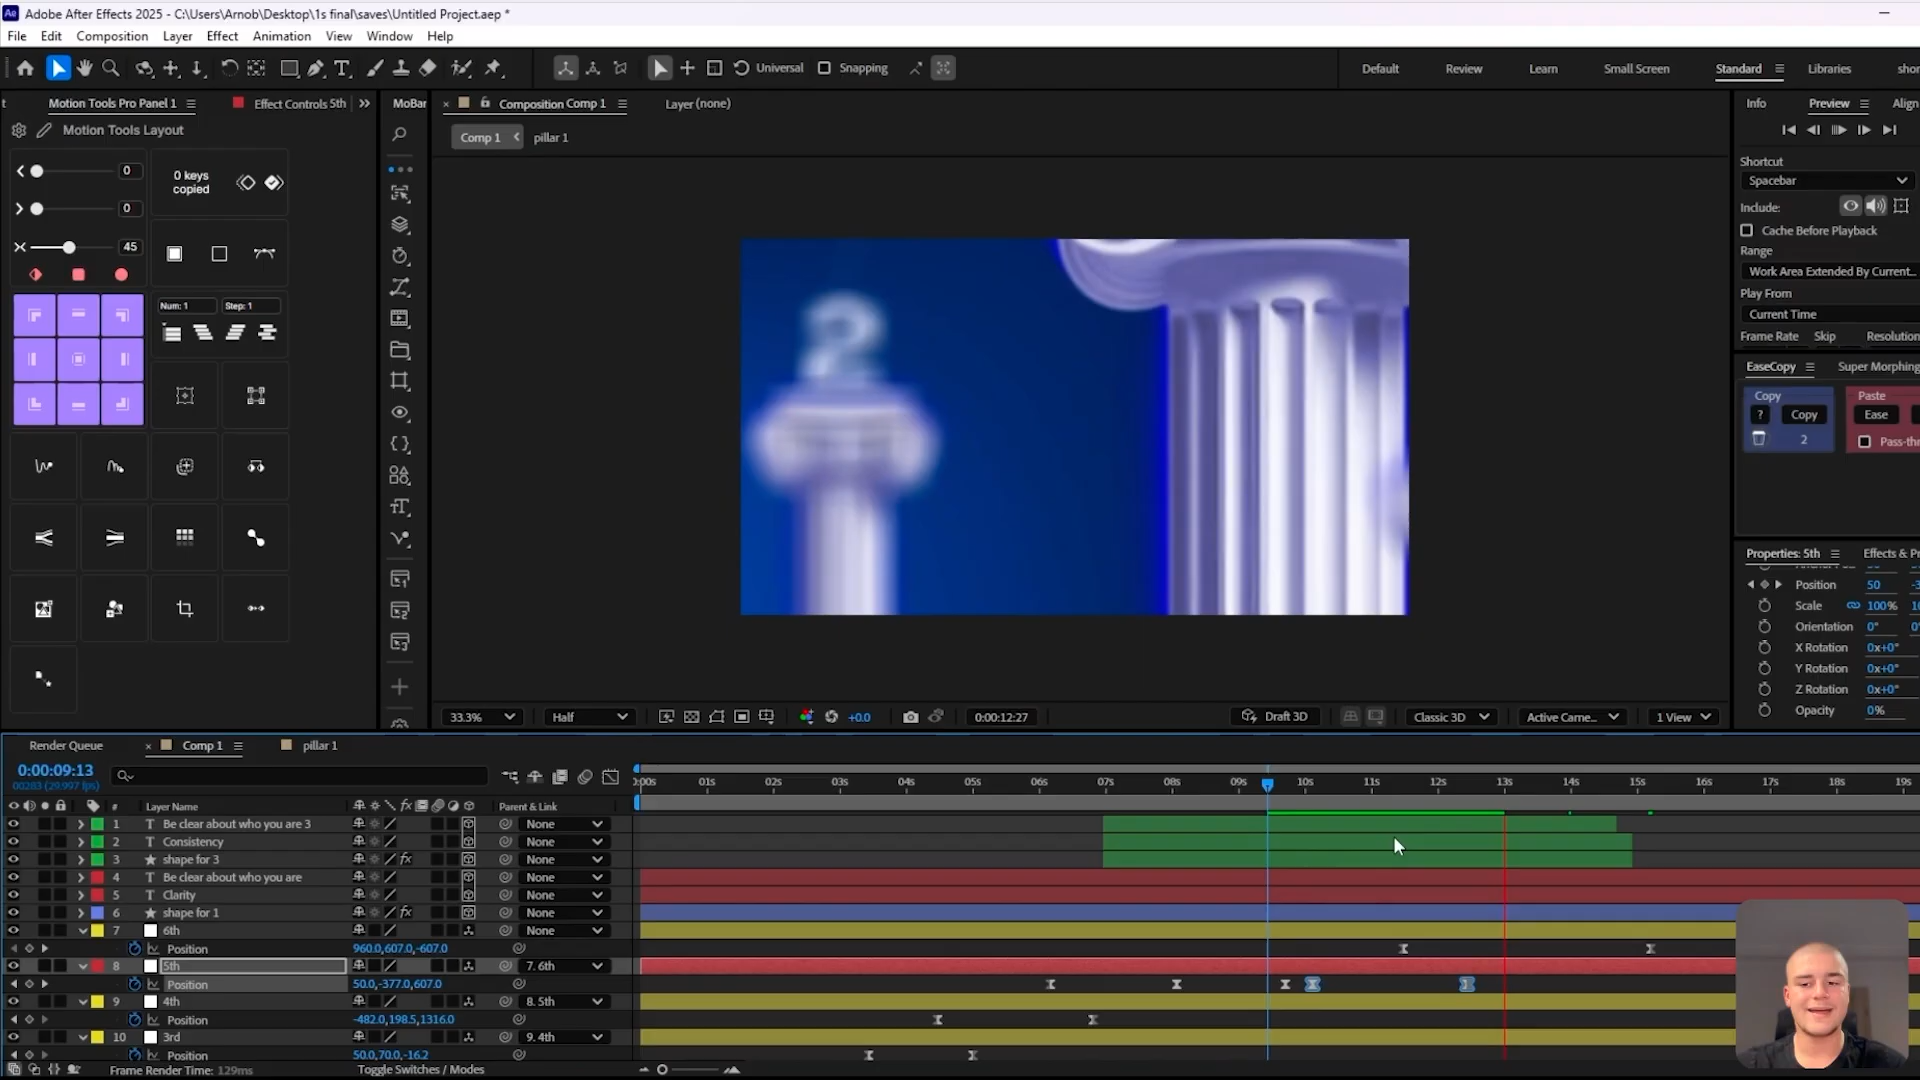 Adobe After Effects 2025 - C:\Users\Arnob\Desktop\1s final\saves\Untitled Project.aep *
File Edit Composition Layer Effect Animation View Window Help
Universal Snapping Default Review Learn Small Screen Standard Libraries
Motion Tools Pro Panel 1 Effect Controls 5th MoBar Composition Comp 1 Layer (none) Info Preview Align
Motion Tools Layout
Comp 1 pillar 1
0
0 keys copied
0
45
Num: 1 Step: 1
2
Shortcut
Spacebar
Include:
Cache Before Playback
Range
Work Area Extended By Current...
Play From
Current Time
Frame Rate Skip Resolution
EaseCopy Super Morphing
Copy Paste
? Copy Ease
2 Pass-thr
Properties: 5th Effects & Pr
Position 50
Scale 100%
Orientation 0°
X Rotation 0x+0°
Y Rotation 0x+0°
Z Rotation 0x+0°
Opacity 0%
33.3% Half +0.0 0:00:12:27 Draft 3D Classic 3D Active Came... 1 View
Render Queue Comp 1 pillar 1
0:00:09:13
00283 (29.997 fps)
:00s 01s 02s 03s 04s 05s 06s 07s 08s 09s 10s 11s 12s 13s 14s 15s 16s 17s 18s 19s
# Layer Name Parent & Link
1 T Be clear about who you are 3 None
2 T Consistency None
3 shape for 3 fx None
4 T Be clear about who you are None
5 T Clarity None
6 shape for 1 fx None
7 6th
Position 960.0,607.0,-607.0
8 5th 7. 6th
Position 50.0,-377.0,607.0
9 4th 8. 5th
Position -482.0,198.5,1316.0
10 3rd 9. 4th
Position 50.0,70.0,-16.2
Frame Render Time: 129ms Toggle Switches / Modes